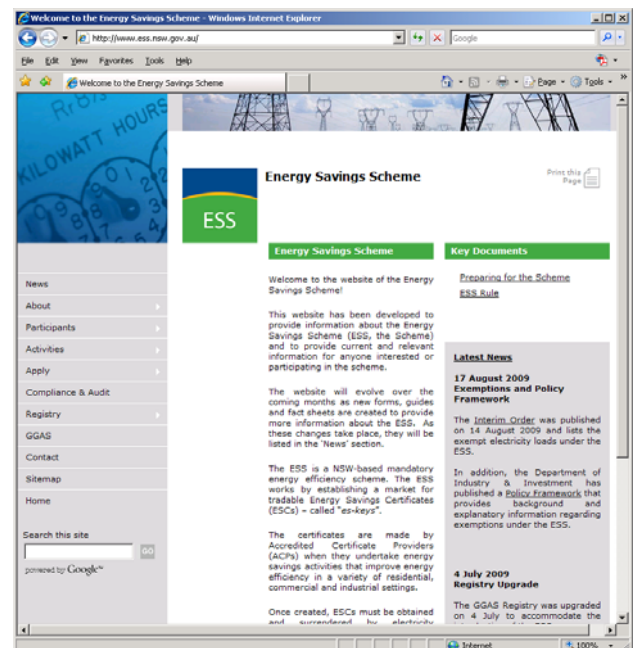 Welcome to the Energy Savings Scheme - Windows Internet Explorer
http://www.ess.nsw.gov.au/
Google
File Edit View Favorites Tools Help
Welcome to the Energy Savings Scheme
Page Tools
KILOWATT HOURS
Energy Savings Scheme
Print this
Page
ESS
News
About
Participants
Activities
Apply
Compliance & Audit
Registry
GGAS
Contact
Sitemap
Home
Search this site
GO
powered by Google™
Energy Savings Scheme
Welcome to the website of the Energy
Savings Scheme!
This website has been developed to
provide information about the Energy
Savings Scheme (ESS, the Scheme)
and to provide current and relevant
information for anyone interested or
participating in the scheme.
The website will evolve over the
coming months as new forms, guides
and fact sheets are created to provide
more information about the ESS. As
these changes take place, they will be
listed in the 'News' section.
The ESS is a NSW-based mandatory
energy efficiency scheme. The ESS
works by establishing a market for
tradable Energy Savings Certificates
(ESCs) – called "es-keys".
The certificates are made by
Accredited Certificate Providers
(ACPs) when they undertake energy
savings activities that improve energy
efficiency in a variety of residential,
commercial and industrial settings.
Once created, ESCs must be obtained
and surrendered by electricity
Key Documents
Preparing for the Scheme
ESS Rule
Latest News
17 August 2009
Exemptions and Policy
Framework
The Interim Order was published
on 14 August 2009 and lists the
exempt electricity loads under the
ESS.
In addition, the Department of
Industry & Investment has
published a Policy Framework that
provides background and
explanatory information regarding
exemptions under the ESS.
4 July 2009
Registry Upgrade
The GGAS Registry was upgraded
on 4 July to accommodate the
Internet
100%